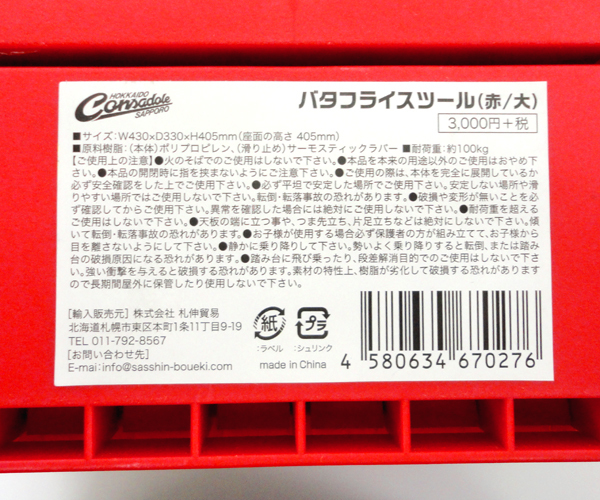 HOKKAIDO
Consadole
SAPPORO
バタフライスツール(赤/大)
3,000円+税
■サイズ:W430×D330×H405mm(座面の高さ 405mm)
■原料樹脂:(本体)ポリプロピレン、(滑り止め)サーモスティックラバー ■耐荷重:約100kg
【ご使用上の注意】●火のそばでのご使用はしないで下さい。●本品を本来の用途以外のご使用はおやめ下
さい。●本品の開閉時に指を挟まないようにご注意下さい。●ご使用の際は、本体を完全に展開しているか
必ず安全確認をした上でご使用下さい。●必ず平坦で安定した場所でご使用下さい。安定しない場所や滑
りやすい場所ではご使用しないで下さい。転倒・転落事故の恐れがあります。●破損や変形が無いことを必
ず確認してからご使用下さい。異常を確認した場合には絶対にご使用しないで下さい。●耐荷重を超える
ご使用はしないで下さい。●天板の端に立つ事や、つま先立ち、片足立ちなどは絶対にしないで下さい。傾
いて転倒・転落事故の恐れがあります。●お子様が使用する場合必ず保護者の方が組み立てて、お子様から
目を離さないようにして下さい。●静かに乗り降りして下さい。勢いよく乗り降りすると転倒、または踏み
台の破損原因になる恐れがあります。●踏み台に飛び乗ったり、段差解消目的でのご使用はしないで下さ
い。強い衝撃を与えると破損する恐れがあります。素材の特性上、樹脂が劣化して破損する恐れがあります
ので長期間屋外に保管したり使用しないで下さい。
[輸入販売元] 株式会社 札伸貿易
北海道札幌市東区本町1条11丁目9-19
TEL 011-792-8567
[お問い合わせ先]
E-mai:info@sasshin-boueki.com
紙
:ラベル
プラ
:シュリンク
made in China
4 580634 670276